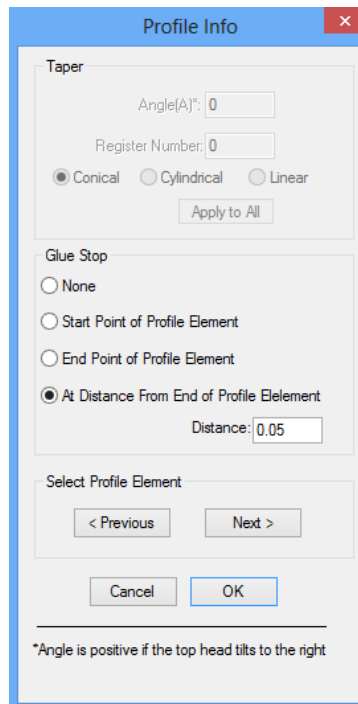 Profile Info
Taper
Angle(A)*: 0
Register Number: 0
Conical Cylindrical Linear
Apply to All
Glue Stop
None
Start Point of Profile Element
End Point of Profile Element
At Distance From End of Profile Elelement
Distance: 0.05
Select Profile Element
< Previous Next >
Cancel OK
*Angle is positive if the top head tilts to the right